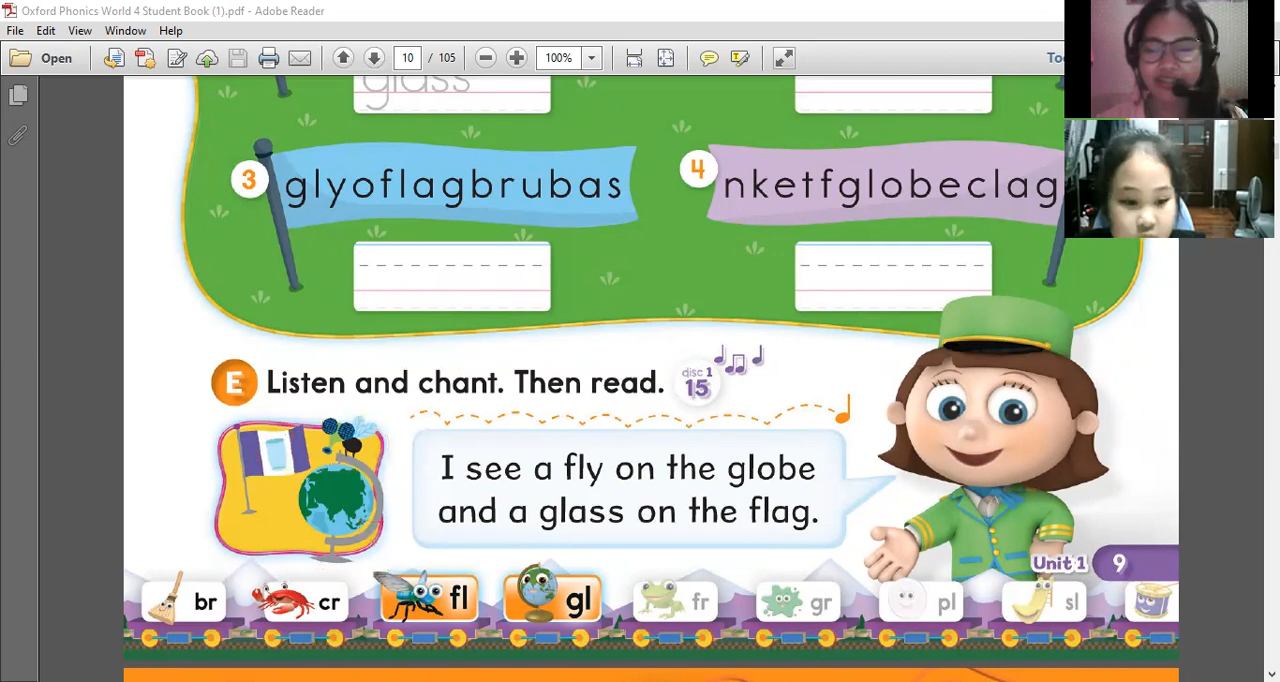 Oxford Phonics World 4 Student Book (1).pdf - Adobe Reader
File Edit View Window Help
Open 10 / 105 100%
glass
3 glyoflagbrubas
4 nketfglobeclag
E Listen and chant. Then read. disc 1 15
I see a fly on the globe
and a glass on the flag.
Unit 1 9
br cr fl gl fr gr pl sl